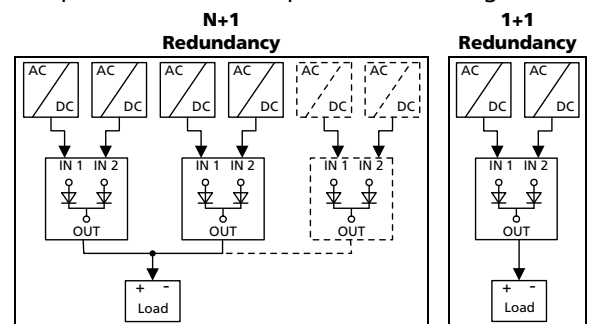 N+1
Redundancy
1+1
Redundancy
AC AC AC AC AC AC AC AC
DC DC DC DC DC DC DC DC
IN 1 IN 2 IN 1 IN 2 IN 1 IN 2 IN 1 IN 2
OUT OUT OUT OUT
+ - + -
Load Load